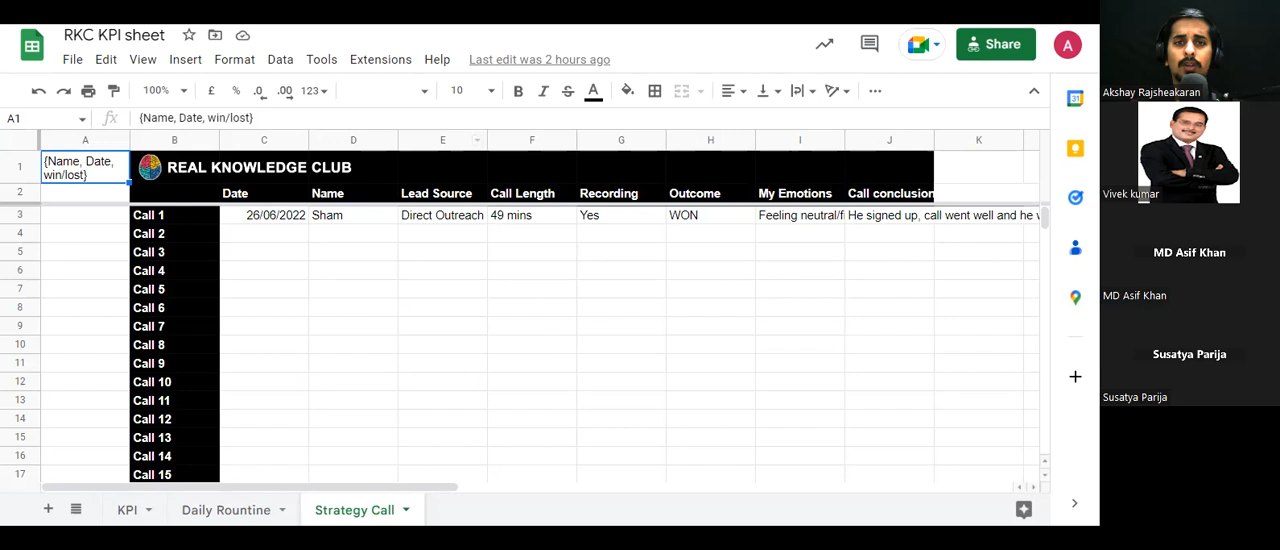 RKC KPI sheet
File Edit View Insert Format Data Tools Extensions Help Last edit was 2 hours ago
Share
A
100% £ % .0 .00 123 10 B I S A
A1 fx {Name, Date, win/lost}
A B C D E F G H I J K
1 {Name, Date, win/lost} REAL KNOWLEDGE CLUB
2 Date Name Lead Source Call Length Recording Outcome My Emotions Call conclusion
3 Call 1 26/06/2022 Sham Direct Outreach 49 mins Yes WON Feeling neutral/f He signed up, call went well and he
4 Call 2
5 Call 3
6 Call 4
7 Call 5
8 Call 6
9 Call 7
10 Call 8
11 Call 9
12 Call 10
13 Call 11
14 Call 12
15 Call 13
16 Call 14
17 Call 15
KPI Daily Rountine Strategy Call
31
Akshay Rajsheakaran
Vivek kumar
MD Asif Khan
MD Asif Khan
Susatya Parija
Susatya Parija